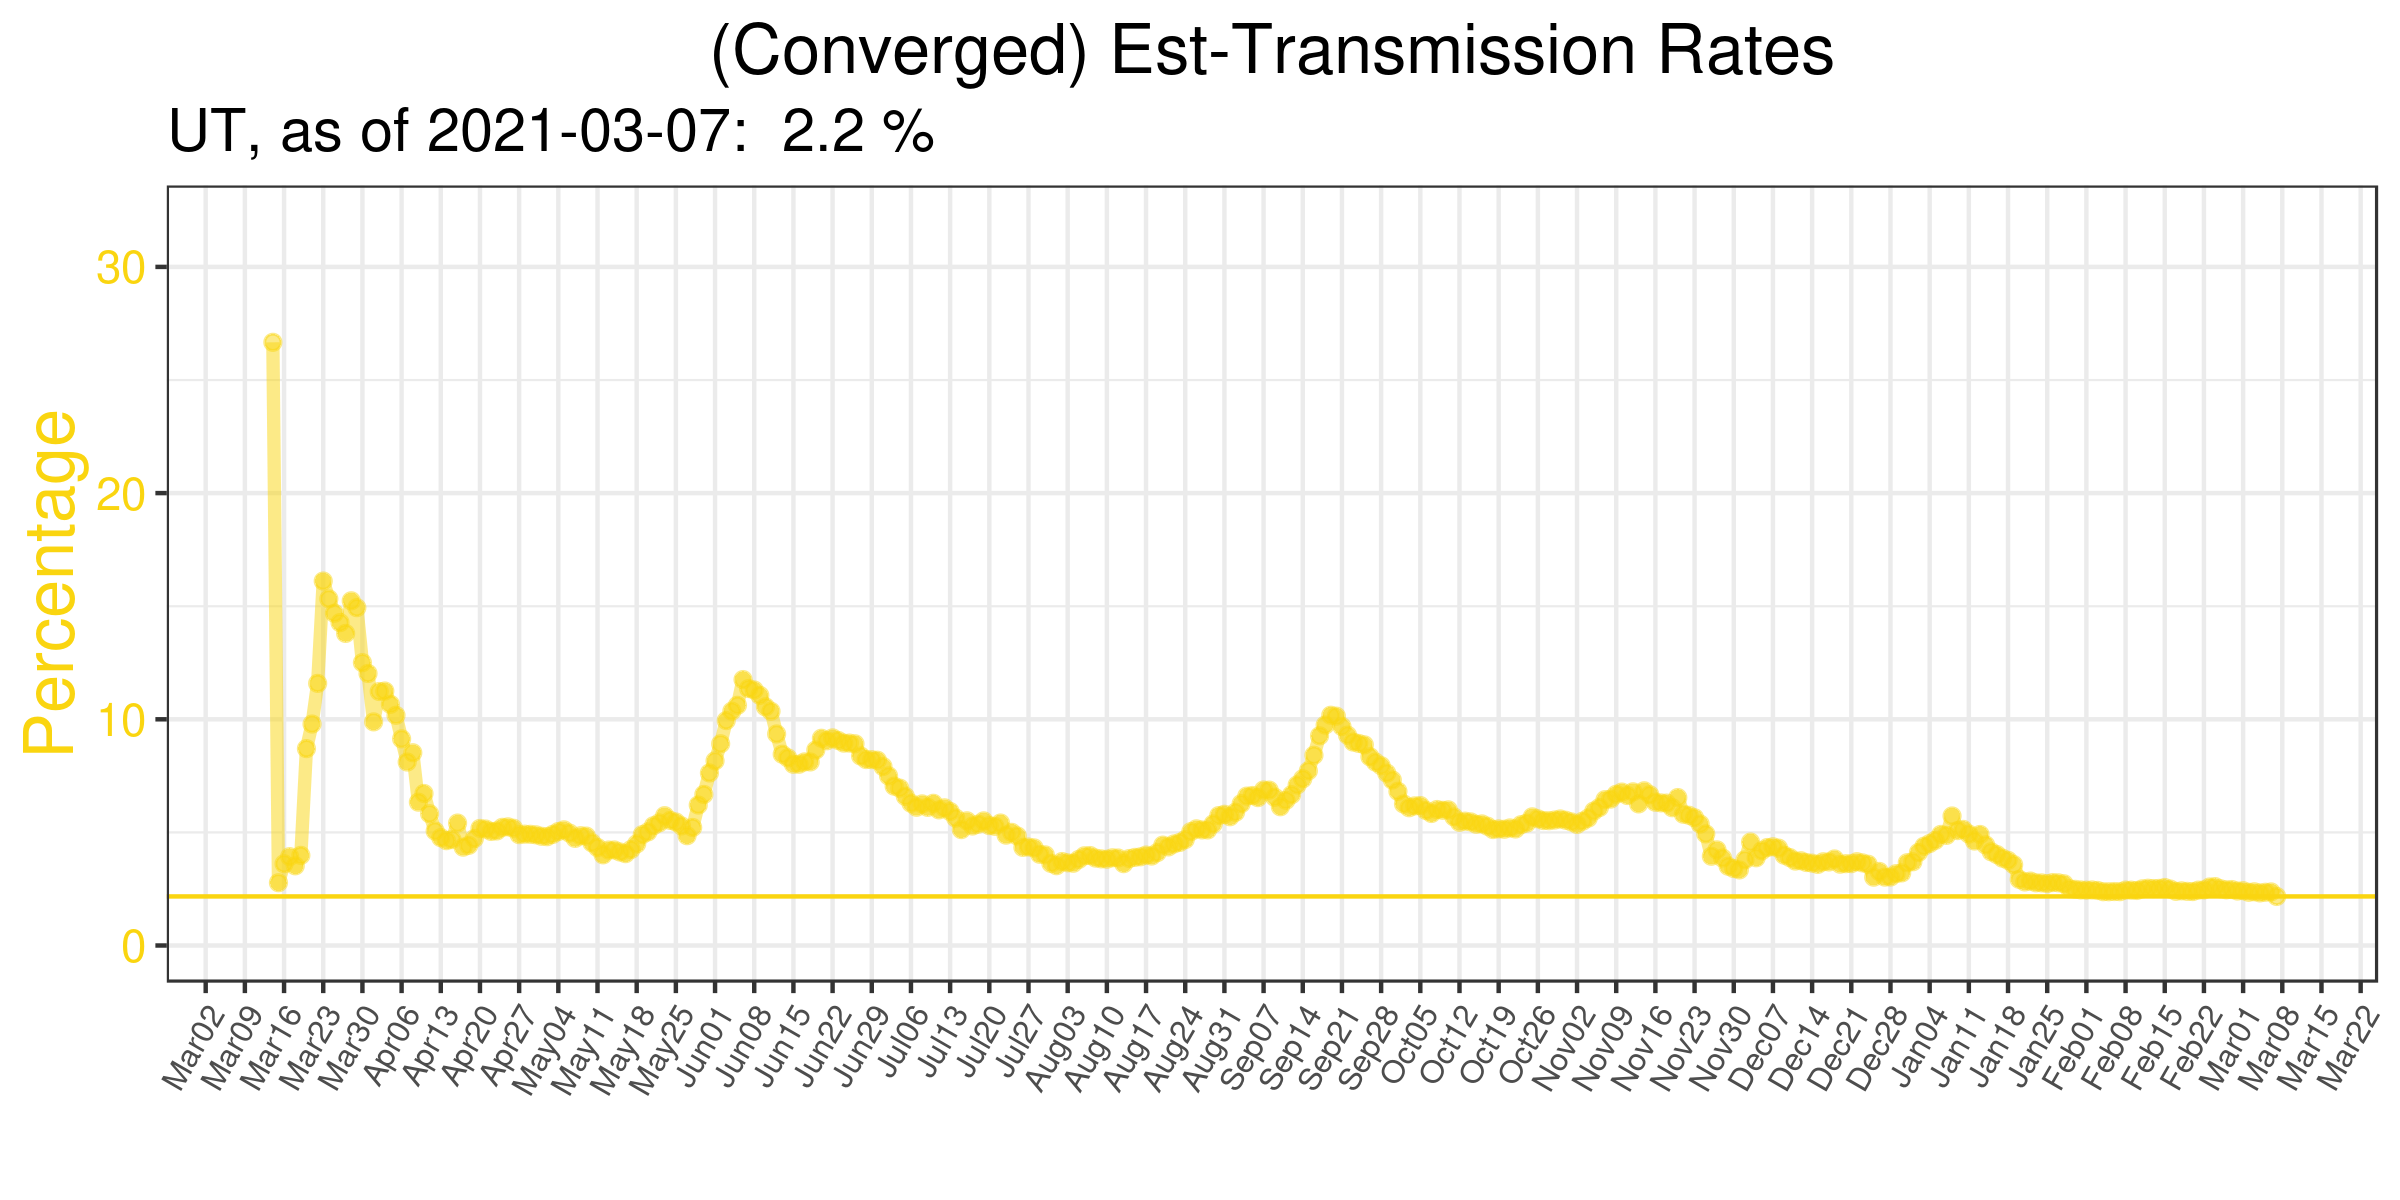 (Converged) Est-Transmission Rates
UT, as of 2021-03-07:  2.2 %
Percentage
30
20
10
0
Mar02 Mar09 Mar16 Mar23 Mar30 Apr06 Apr13 Apr20 Apr27 May04 May11 May18 May25 Jun01 Jun08 Jun15 Jun22 Jun29 Jul06 Jul13 Jul20 Jul27 Aug03 Aug10 Aug17 Aug24 Aug31 Sep07 Sep14 Sep21 Sep28 Oct05 Oct12 Oct19 Oct26 Nov02 Nov09 Nov16 Nov23 Nov30 Dec07 Dec14 Dec21 Dec28 Jan04 Jan11 Jan18 Jan25 Feb01 Feb08 Feb15 Feb22 Mar01 Mar08 Mar15 Mar22